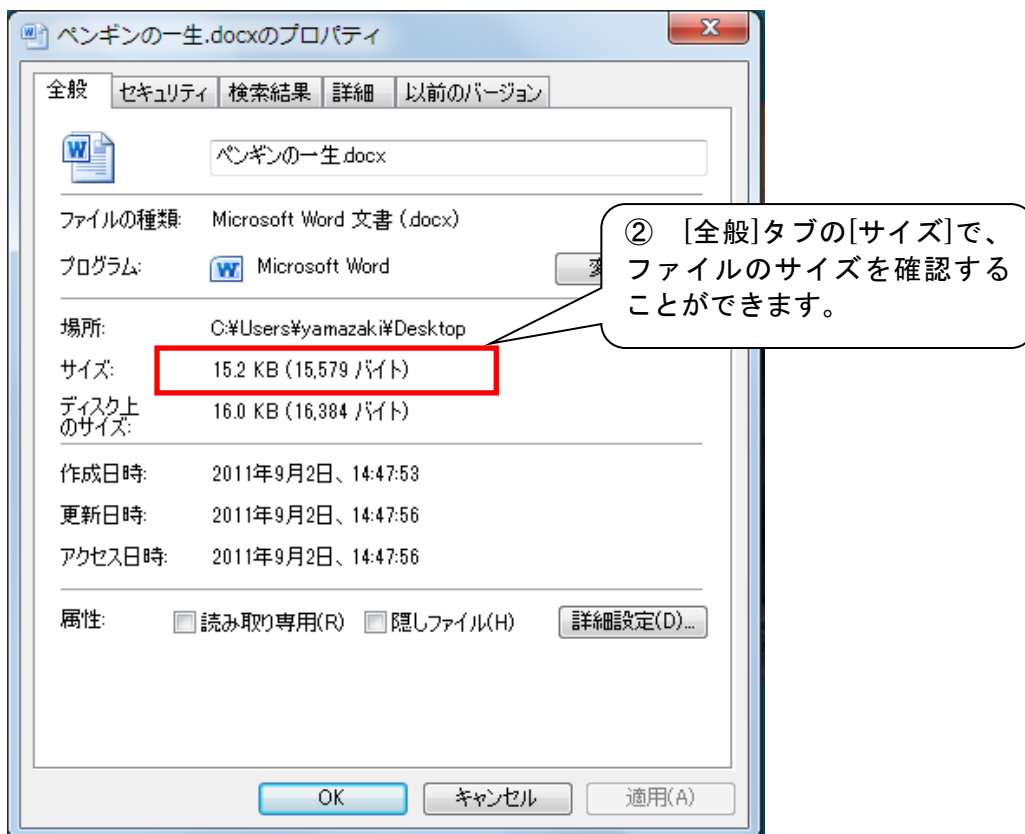 ペンギンの一生.docxのプロパティ
全般 セキュリティ 検索結果 詳細 以前のバージョン
ペンギンの一生.docx
ファイルの種類: Microsoft Word 文書 (.docx)
プログラム: Microsoft Word
② [全般]タブの[サイズ]で、
ファイルのサイズを確認する
ことができます。
場所: C:¥Users¥yamazaki¥Desktop
サイズ: 15.2 KB (15,579 バイト)
ディスク上
のサイズ: 16.0 KB (16,384 バイト)
作成日時: 2011年9月2日、14:47:53
更新日時: 2011年9月2日、14:47:56
アクセス日時: 2011年9月2日、14:47:56
属性: 読み取り専用(R) 隠しファイル(H) 詳細設定(D)...
OK キャンセル 適用(A)